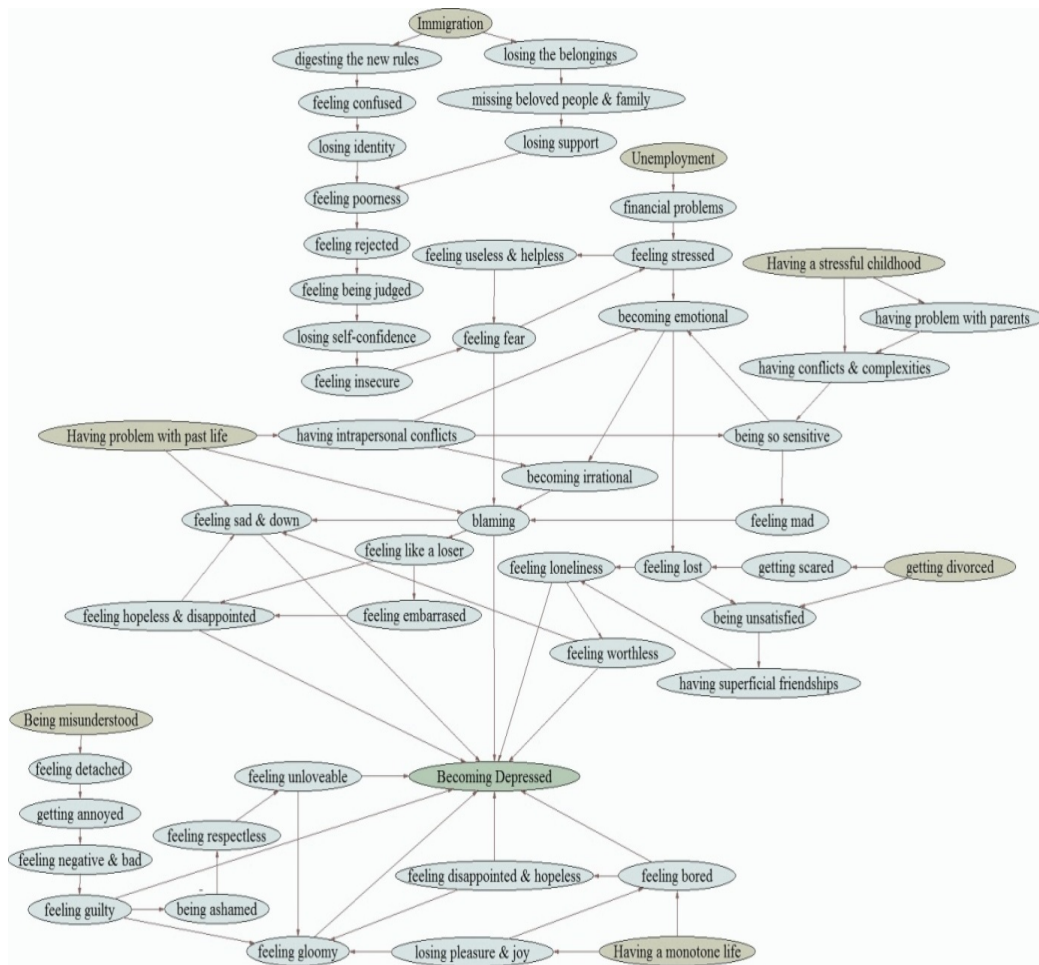 Immigration
digesting the new rules
losing the belongings
feeling confused
missing beloved people & family
losing identity
losing support
Unemployment
feeling poorness
financial problems
feeling rejected
feeling useless & helpless
feeling stressed
Having a stressful childhood
feeling being judged
becoming emotional
having problem with parents
losing self-confidence
feeling fear
having conflicts & complexities
feeling insecure
Having problem with past life
having intrapersonal conflicts
being so sensitive
becoming irrational
feeling sad & down
blaming
feeling mad
feeling like a loser
feeling loneliness
feeling lost
getting scared
getting divorced
feeling hopeless & disappointed
feeling embarrased
being unsatisfied
feeling worthless
having superficial friendships
Being misunderstood
feeling detached
feeling unloveable
Becoming Depressed
getting annoyed
feeling respectless
feeling negative & bad
feeling disappointed & hopeless
feeling bored
feeling guilty
being ashamed
feeling gloomy
losing pleasure & joy
Having a monotone life